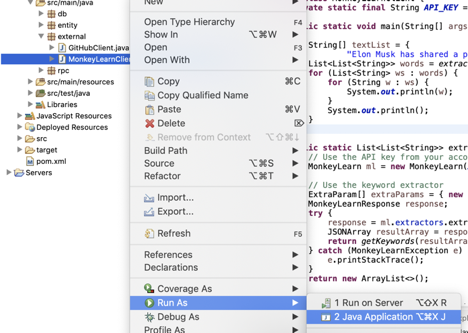 src/main/java
db
entity
external
GitHubClient.java
MonkeyLearnClie
rpc
src/main/resources
src/test/java
Libraries
JavaScript Resources
Deployed Resources
src
target
pom.xml
Servers
New
Open Type Hierarchy F4
Show In ⌥⌘W
Open F3
Open With
Copy ⌘C
Copy Qualified Name
Paste ⌘V
Delete ⌦
Remove from Context ⌥⇧⌘↓
Build Path
Source ⌥⌘S
Refactor ⌥⌘T
Import...
Export...
Refresh F5
References
Declarations
Coverage As
Run As
Debug As
Profile As
1 Run on Server ⌥⇧X R
2 Java Application ⌥⌘X J
rate static final String API_KEY =
lic static void main(String[] args
String[] textList = {
"Elon Musk has shared a p
List<List<String>> words = extrac
for (List<String> ws : words) {
for (String w : ws) {
System.out.println(w);
}
System.out.println();
}
lic static List<List<String>> extr
// Use the API key from your acco
MonkeyLearn ml = new MonkeyLearn(
// Use the keyword extractor
ExtraParam[] extraParams = { new
MonkeyLearnResponse response;
try {
response = ml.extractors.extr
JSONArray resultArray = respo
return getKeywords(resultArra
} catch (MonkeyLearnException e)
e.printStackTrace();
}
return new ArrayList<>();